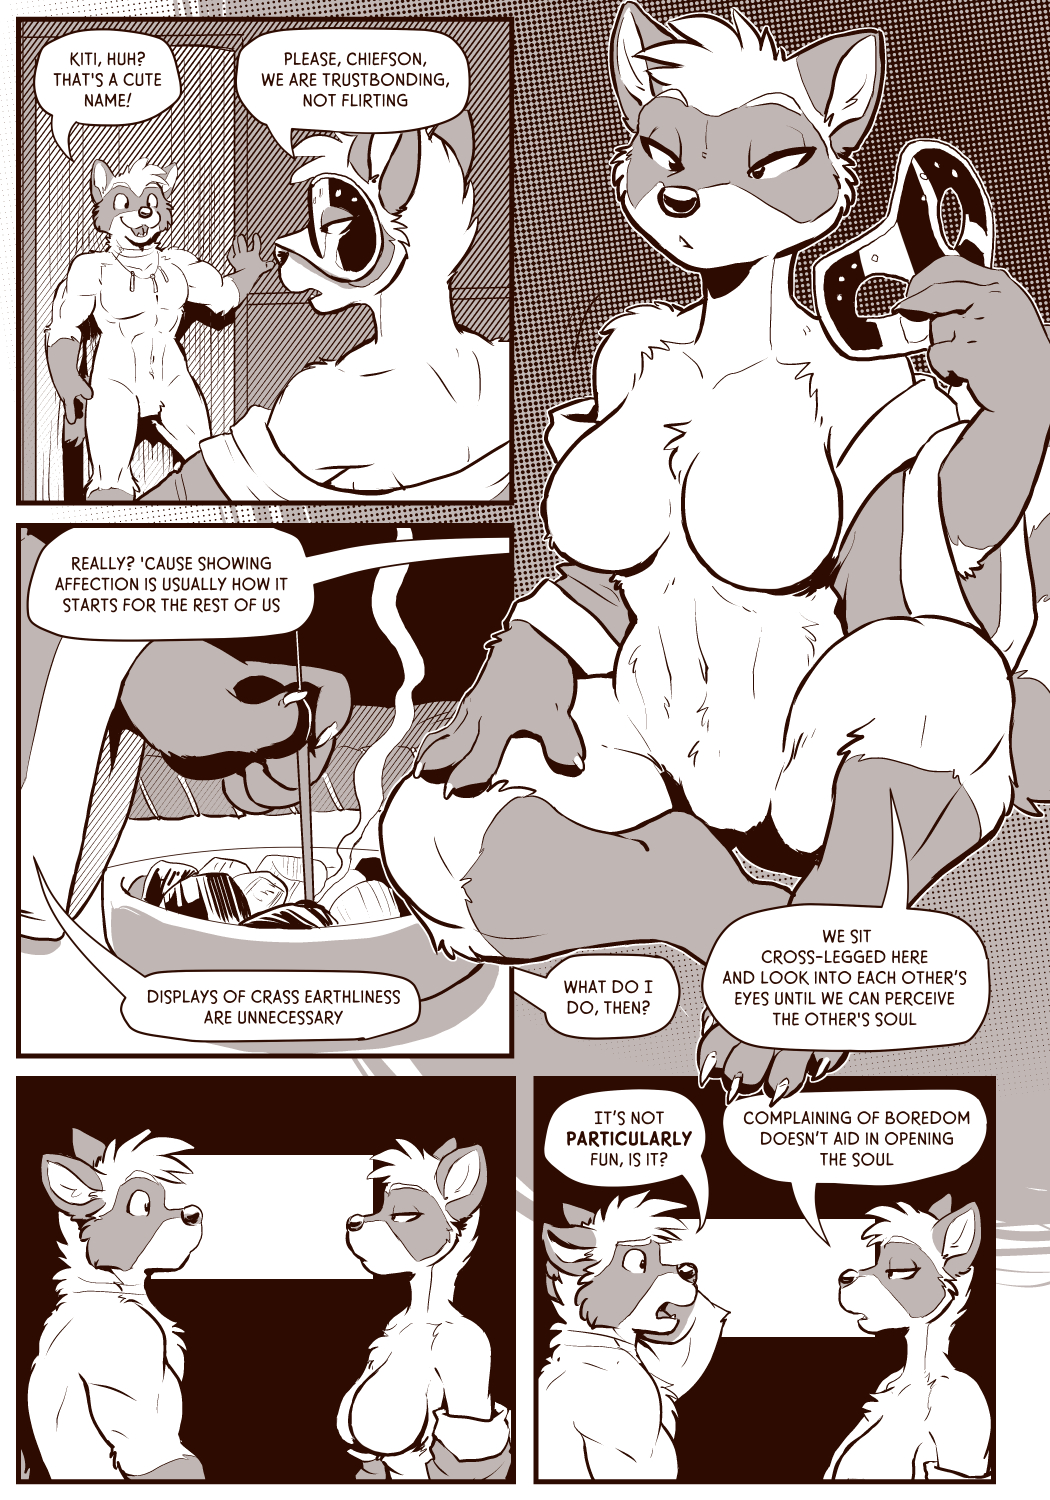 KITI, HUH?
THAT'S A CUTE
NAME!
PLEASE, CHIEFSON,
WE ARE TRUSTBONDING,
NOT FLIRTING
REALLY? 'CAUSE SHOWING
AFFECTION IS USUALLY HOW IT
STARTS FOR THE REST OF US
DISPLAYS OF CRASS EARTHLINESS
ARE UNNECESSARY
WHAT DO I
DO, THEN?
WE SIT
CROSS-LEGGED HERE
AND LOOK INTO EACH OTHER'S
EYES UNTIL WE CAN PERCEIVE
THE OTHER'S SOUL
IT'S NOT
PARTICULARLY
FUN, IS IT?
COMPLAINING OF BOREDOM
DOESN'T AID IN OPENING
THE SOUL